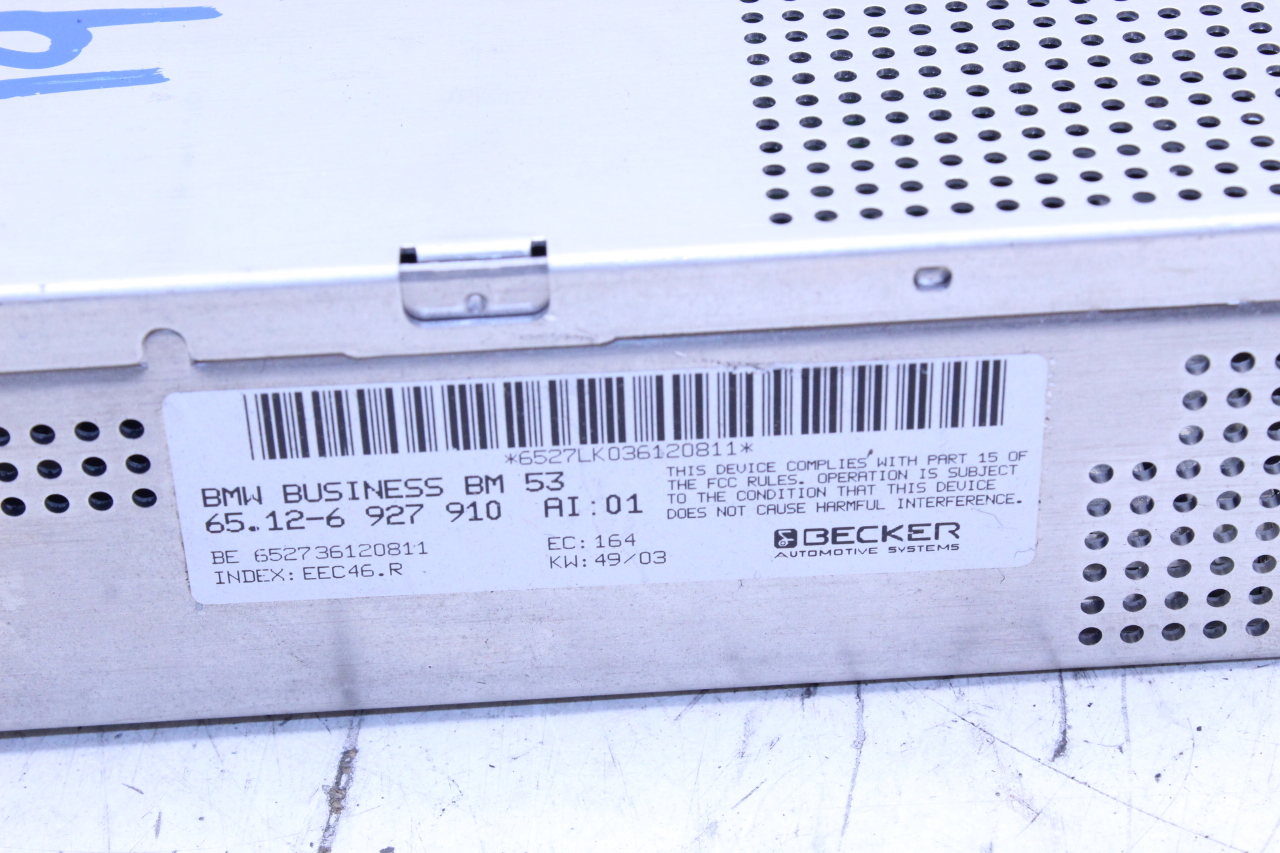 *6527LK036120811*
BMW BUSINESS BM 53
65.12-6 927 910 AI:01
BE 652736120811
INDEX:EEC46.R
EC:164
KW:49/03
THIS DEVICE COMPLIES WITH PART 15 OF
THE FCC RULES. OPERATION IS SUBJECT
TO THE CONDITION THAT THIS DEVICE
DOES NOT CAUSE HARMFUL INTERFERENCE.
BECKER
AUTOMOTIVE SYSTEMS